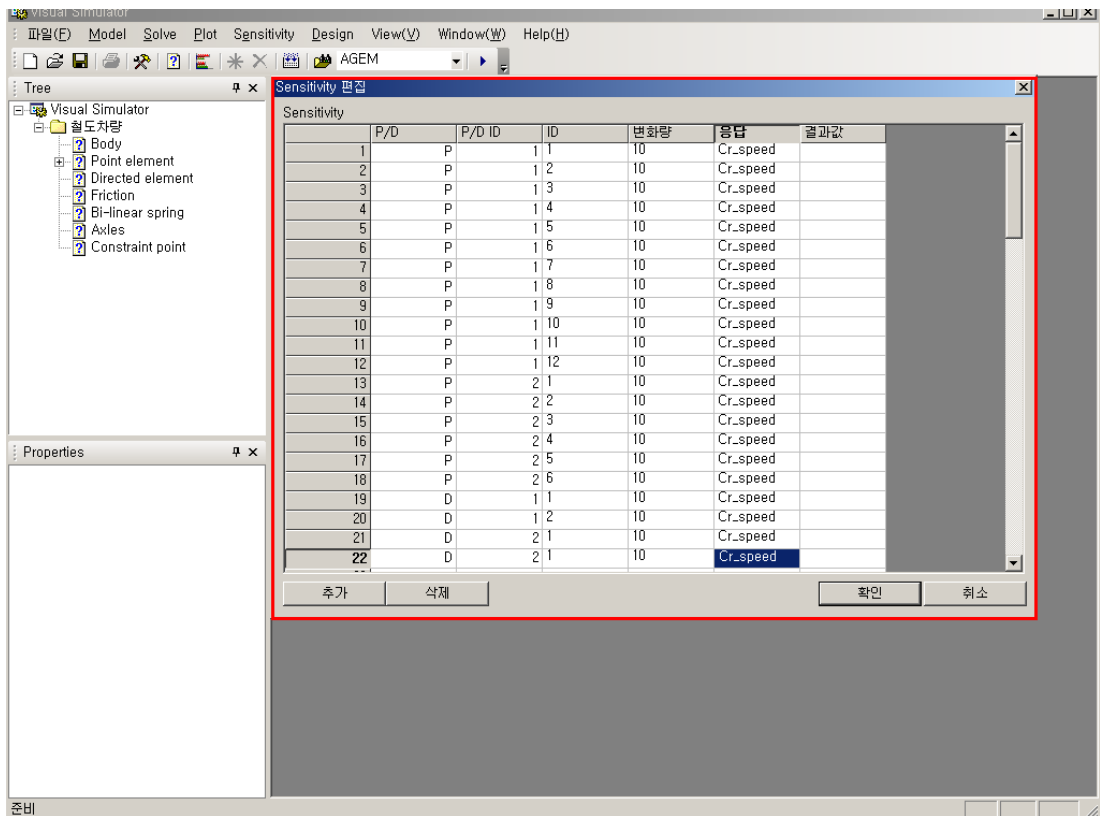 Visual Simulator
파일(F) Model Solve Plot Sensitivity Design View(V) Window(W) Help(H)
AGEM
Tree
Visual Simulator
철도차량
Body
Point element
Directed element
Friction
Bi-linear spring
Axles
Constraint point
Properties
Sensitivity 편집
Sensitivity
P/D P/D ID ID 변화량 응답 결과값
1 P 1 1 10 Cr_speed
2 P 1 2 10 Cr_speed
3 P 1 3 10 Cr_speed
4 P 1 4 10 Cr_speed
5 P 1 5 10 Cr_speed
6 P 1 6 10 Cr_speed
7 P 1 7 10 Cr_speed
8 P 1 8 10 Cr_speed
9 P 1 9 10 Cr_speed
10 P 1 10 10 Cr_speed
11 P 1 11 10 Cr_speed
12 P 1 12 10 Cr_speed
13 P 2 1 10 Cr_speed
14 P 2 2 10 Cr_speed
15 P 2 3 10 Cr_speed
16 P 2 4 10 Cr_speed
17 P 2 5 10 Cr_speed
18 P 2 6 10 Cr_speed
19 D 1 1 10 Cr_speed
20 D 1 2 10 Cr_speed
21 D 2 1 10 Cr_speed
22 D 2 1 10 Cr_speed
추가 삭제 확인 취소
준비